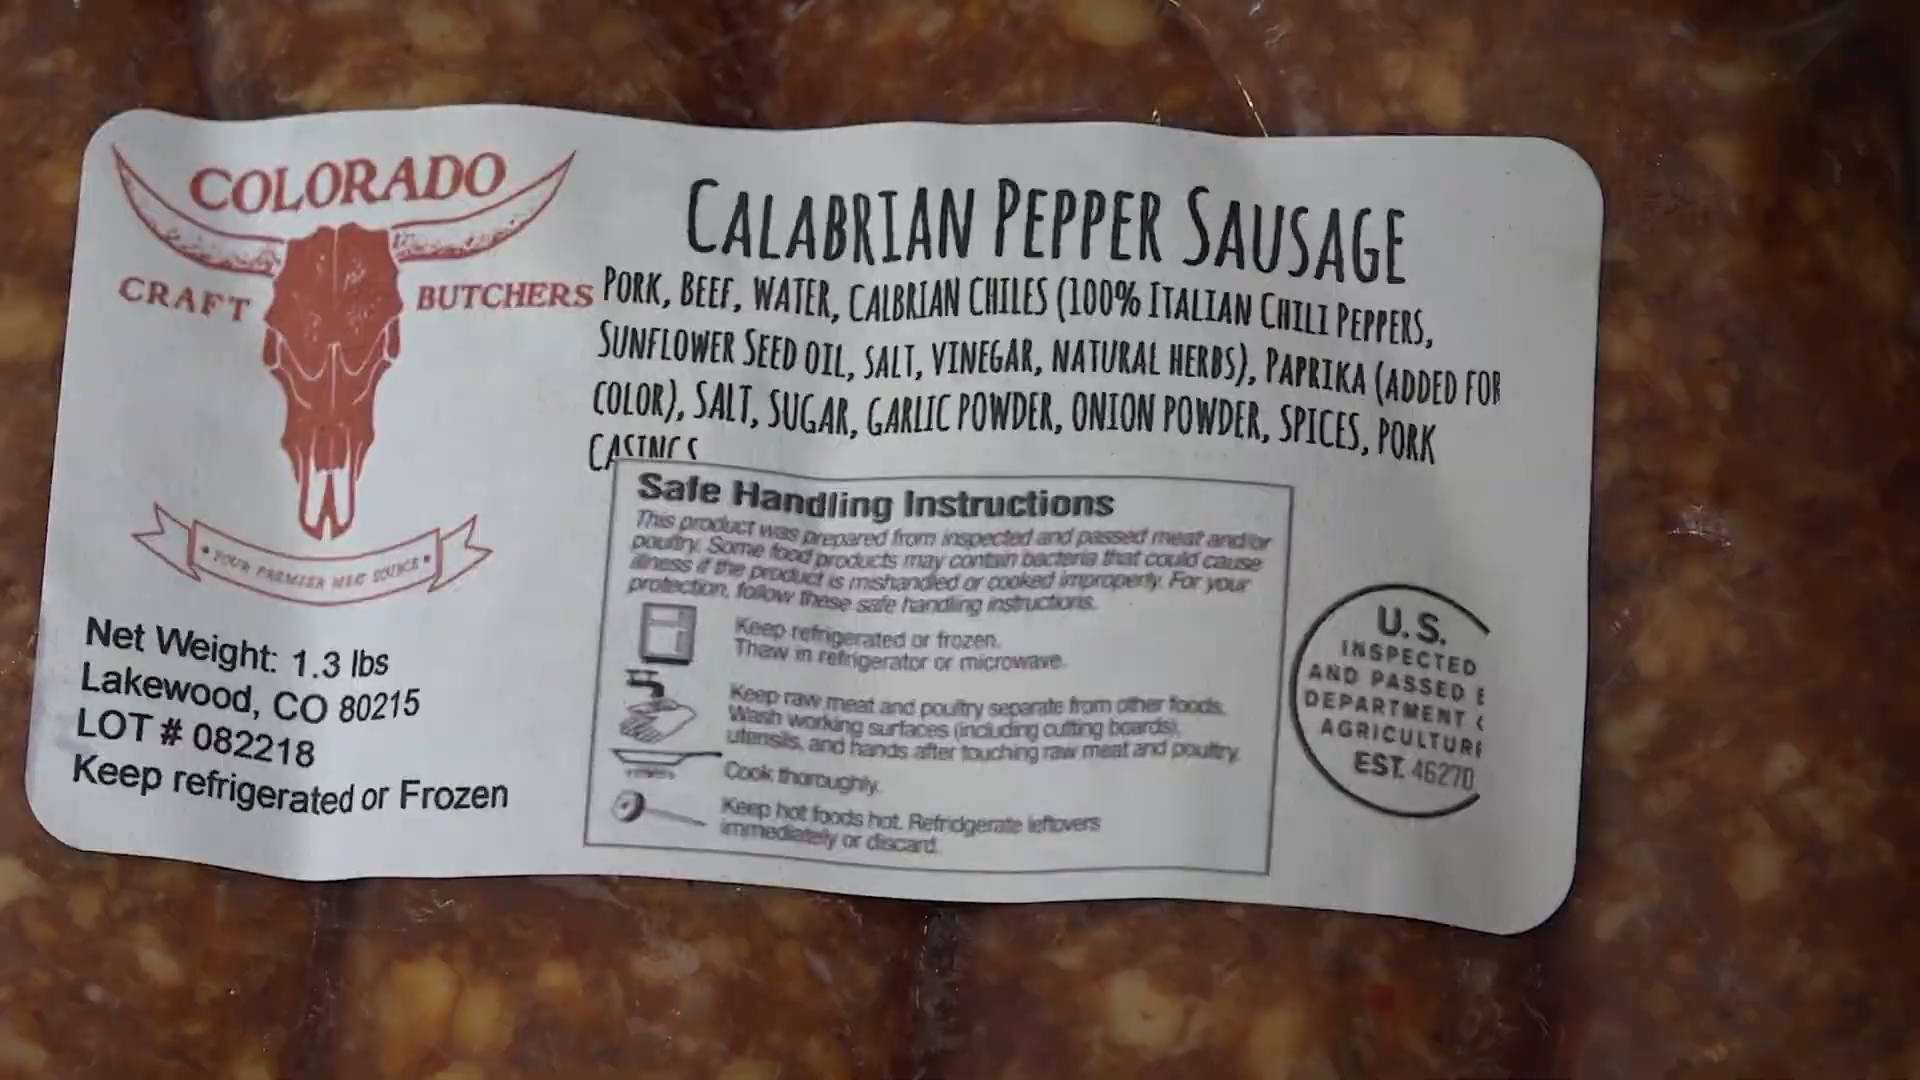 COLORADO
CRAFT BUTCHERS
• YOUR PREMIER MEAT SOURCE •
Net Weight: 1.3 lbs
Lakewood, CO 80215
LOT # 082218
Keep refrigerated or Frozen
CALABRIAN PEPPER SAUSAGE
PORK, BEEF, WATER, CALBRIAN CHILES (100% ITALIAN CHILI PEPPERS,
SUNFLOWER SEED OIL, SALT, VINEGAR, NATURAL HERBS), PAPRIKA (ADDED FOR
COLOR), SALT, SUGAR, GARLIC POWDER, ONION POWDER, SPICES, PORK
CASINGS
Safe Handling Instructions
This product was prepared from inspected and passed meat and/or
poultry. Some food products may contain bacteria that could cause
illness if the product is mishandled or cooked improperly. For your
protection, follow these safe handling instructions.
Keep refrigerated or frozen.
Thaw in refrigerator or microwave.
Keep raw meat and poultry separate from other foods.
Wash working surfaces (including cutting boards),
utensils, and hands after touching raw meat and poultry.
Cook thoroughly.
Keep hot foods hot. Refridgerate leftovers
immediately or discard.
U.S.
INSPECTED
AND PASSED
DEPARTMENT
AGRICULTURE
EST. 46270